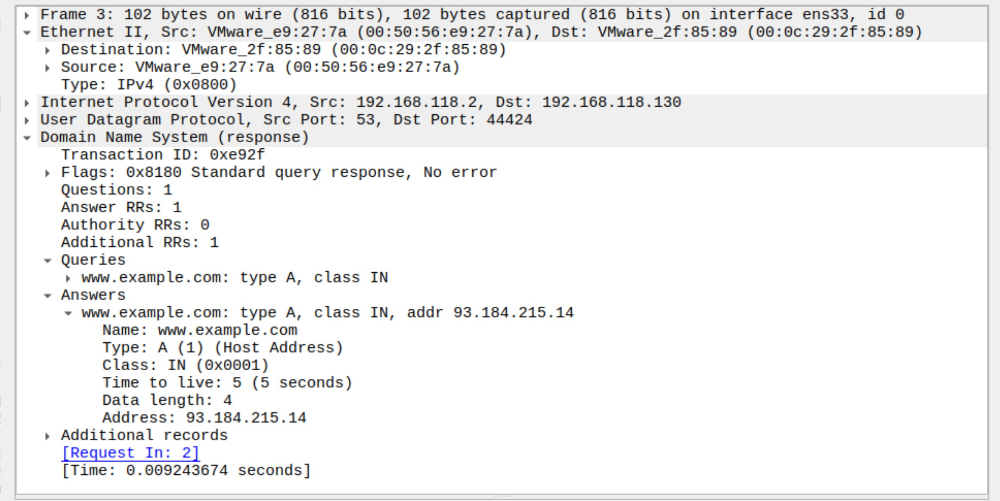 Frame 3: 102 bytes on wire (816 bits), 102 bytes captured (816 bits) on interface ens33, id 0
Ethernet II, Src: VMware_e9:27:7a (00:50:56:e9:27:7a), Dst: VMware_2f:85:89 (00:0c:29:2f:85:89)
Destination: VMware_2f:85:89 (00:0c:29:2f:85:89)
Source: VMware_e9:27:7a (00:50:56:e9:27:7a)
Type: IPv4 (0x0800)
Internet Protocol Version 4, Src: 192.168.118.2, Dst: 192.168.118.130
User Datagram Protocol, Src Port: 53, Dst Port: 44424
Domain Name System (response)
Transaction ID: 0xe92f
Flags: 0x8180 Standard query response, No error
Questions: 1
Answer RRs: 1
Authority RRs: 0
Additional RRs: 1
Queries
www.example.com: type A, class IN
Answers
www.example.com: type A, class IN, addr 93.184.215.14
Name: www.example.com
Type: A (1) (Host Address)
Class: IN (0x0001)
Time to live: 5 (5 seconds)
Data length: 4
Address: 93.184.215.14
Additional records
[Request In: 2]
[Time: 0.009243674 seconds]